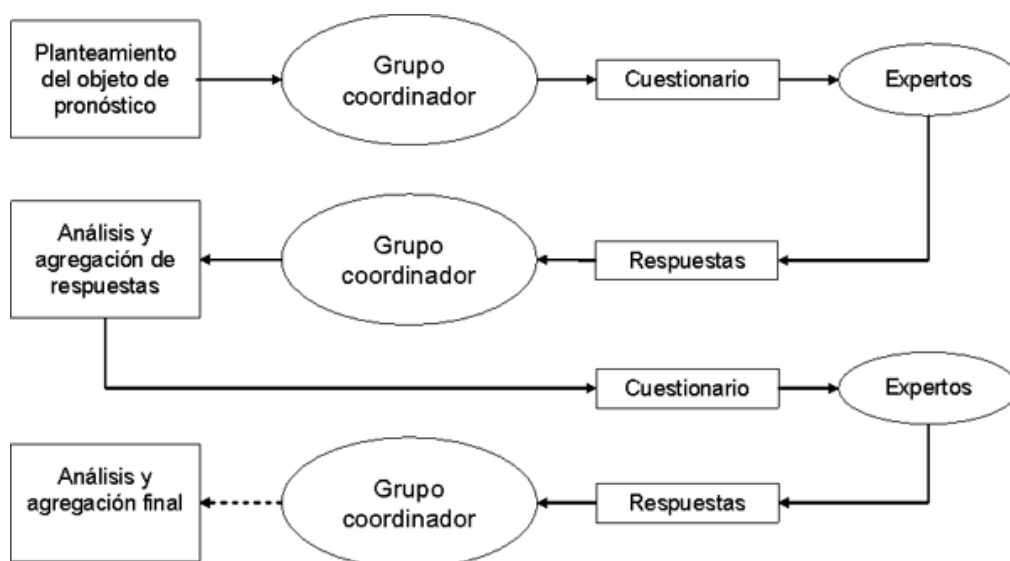 Planteamiento
del objeto de
pronóstico
Grupo
coordinador
Cuestionario
Expertos
Análisis y
agregación de
respuestas
Grupo
coordinador
Respuestas
Cuestionario
Expertos
Análisis y
agregación final
Grupo
coordinador
Respuestas